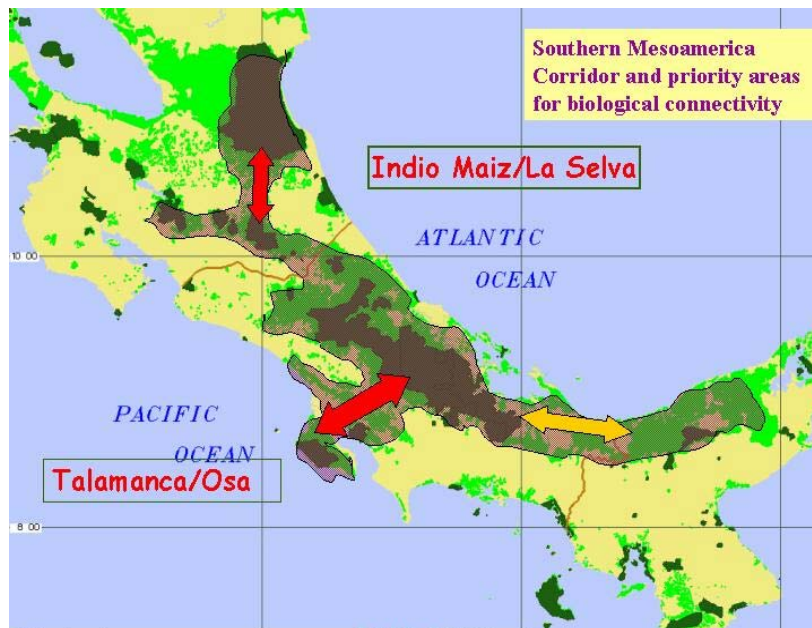 Southern Mesoamerica
Corridor and priority areas
for biological connectivity
Indio Maiz/La Selva
ATLANTIC
OCEAN
10 00
PACIFIC
OCEAN
Talamanca/Osa
8 00